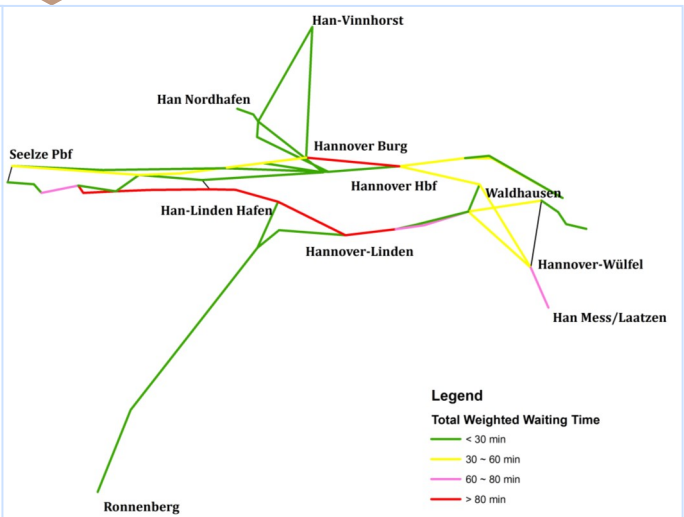 Han-Vinnhorst
Han Nordhafen
Hannover Burg
Seelze Pbf
Hannover Hbf
Waldhausen
Han-Linden Hafen
Hannover-Linden
Hannover-Wülfel
Han Mess/Laatzen
Legend
Total Weighted Waiting Time
< 30 min
30 ~ 60 min
60 ~ 80 min
> 80 min
Ronnenberg